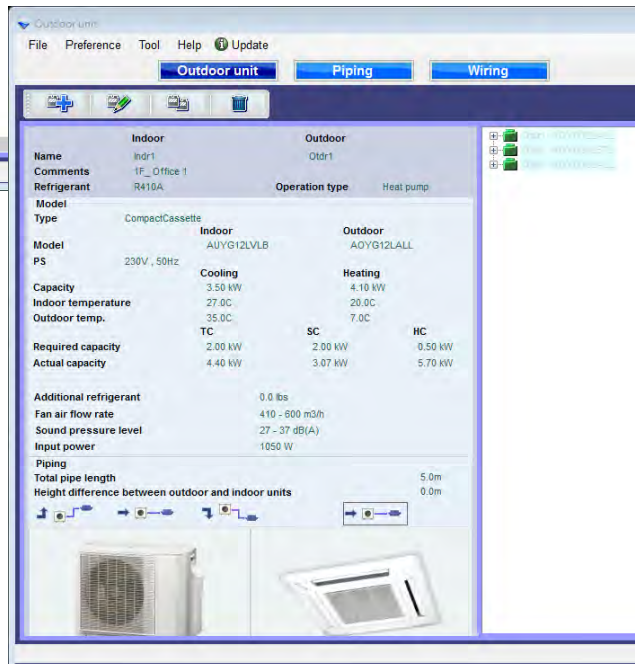 Outdoor unit
File Preference Tool Help Update
Outdoor unit Piping Wiring
Indoor Outdoor
Name Indr1 Otdr1
Comments 1F_ Office 1
Refrigerant R410A Operation type Heat pump
Model
Type CompactCassette
Indoor Outdoor
Model AUYG12LVLB AOYG12LALL
PS 230V , 50Hz
Cooling Heating
Capacity 3.50 kW 4.10 kW
Indoor temperature 27.0C 20.0C
Outdoor temp. 35.0C 7.0C
TC SC HC
Required capacity 2.00 kW 2.00 kW 0.50 kW
Actual capacity 4.40 kW 3.07 kW 5.70 kW
Additional refrigerant 0.0 lbs
Fan air flow rate 410 - 600 m3/h
Sound pressure level 27 - 37 dB(A)
Input power 1050 W
Piping
Total pipe length 5.0m
Height difference between outdoor and indoor units 0.0m